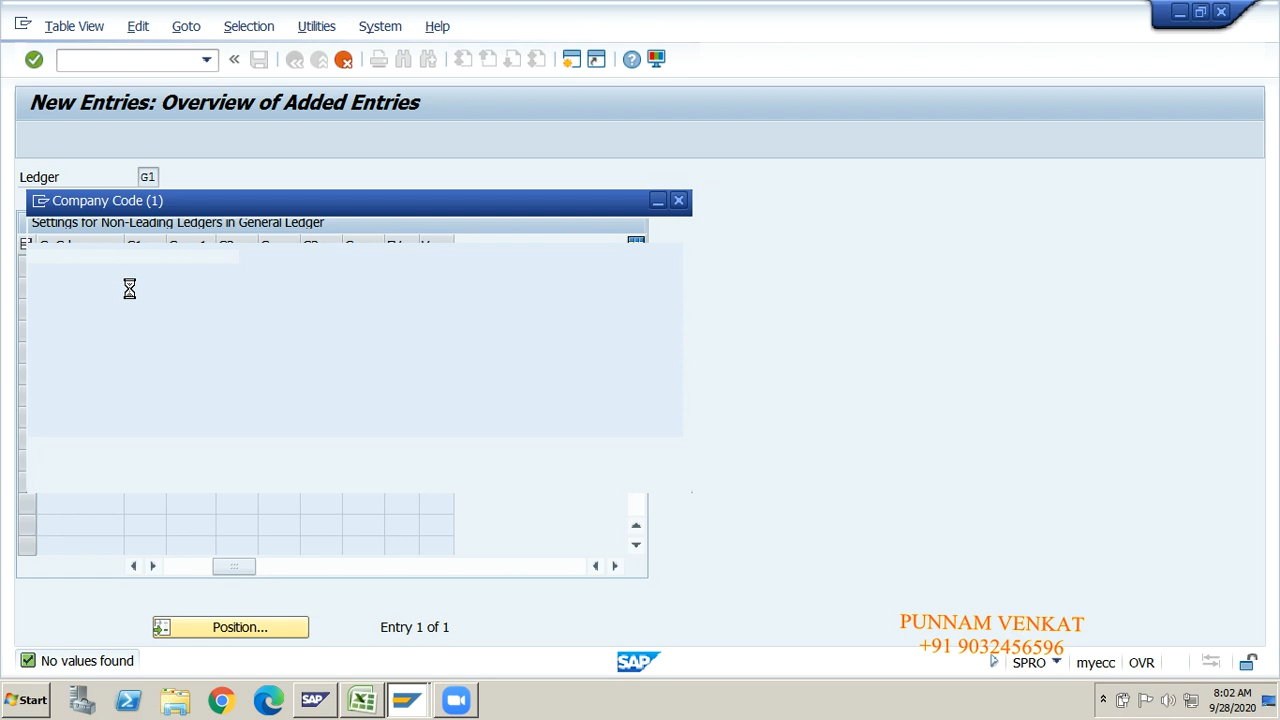 Table View Edit Goto Selection Utilities System Help
New Entries: Overview of Added Entries
Ledger G1
Company Code (1)
Settings for Non-Leading Ledgers in General Ledger
Position... Entry 1 of 1
PUNNAM VENKAT
+91 9032456596
No values found
SAP
SPRO myecc OVR
Start
SAP
8:02 AM
9/28/2020